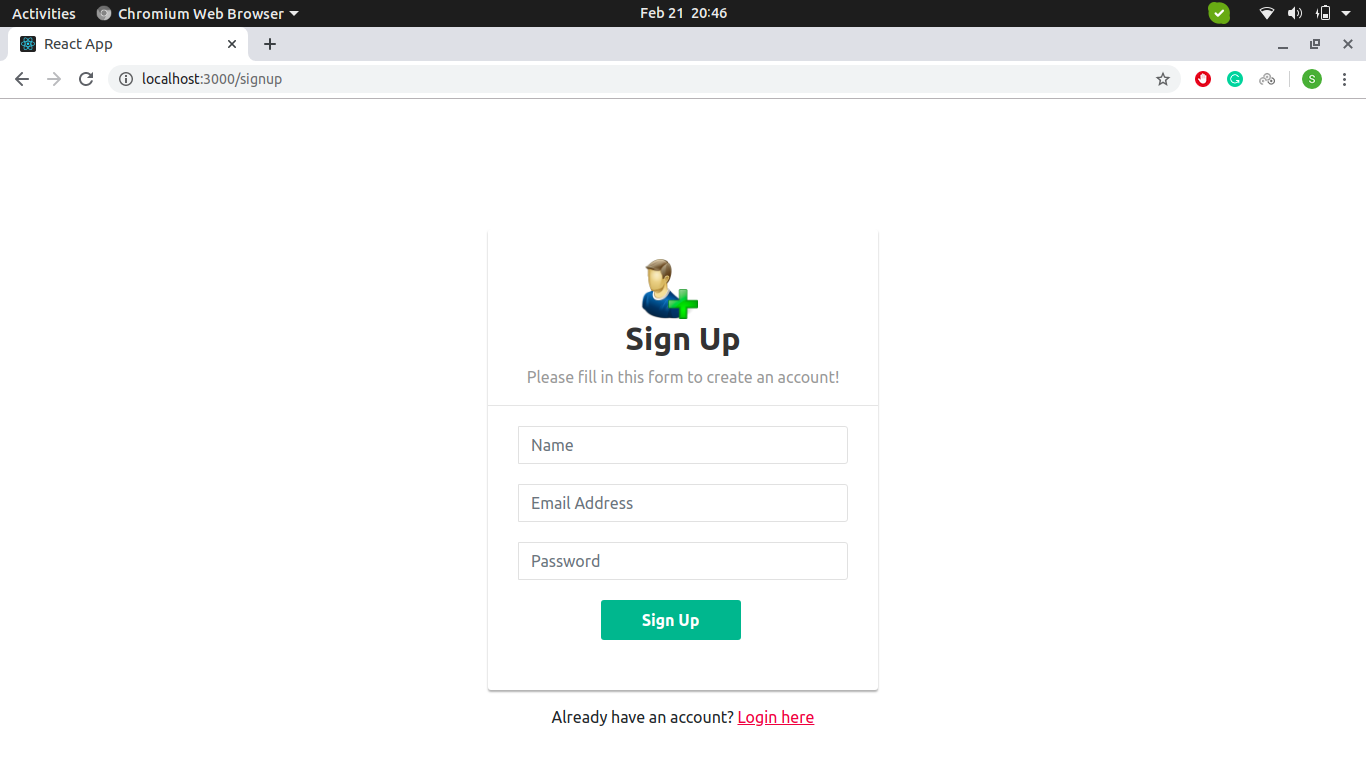 Activities Chromium Web Browser Feb 21 20:46
React App
localhost:3000/signup S
Sign Up
Please fill in this form to create an account!
Name
Email Address
Password
Sign Up
Already have an account? Login here